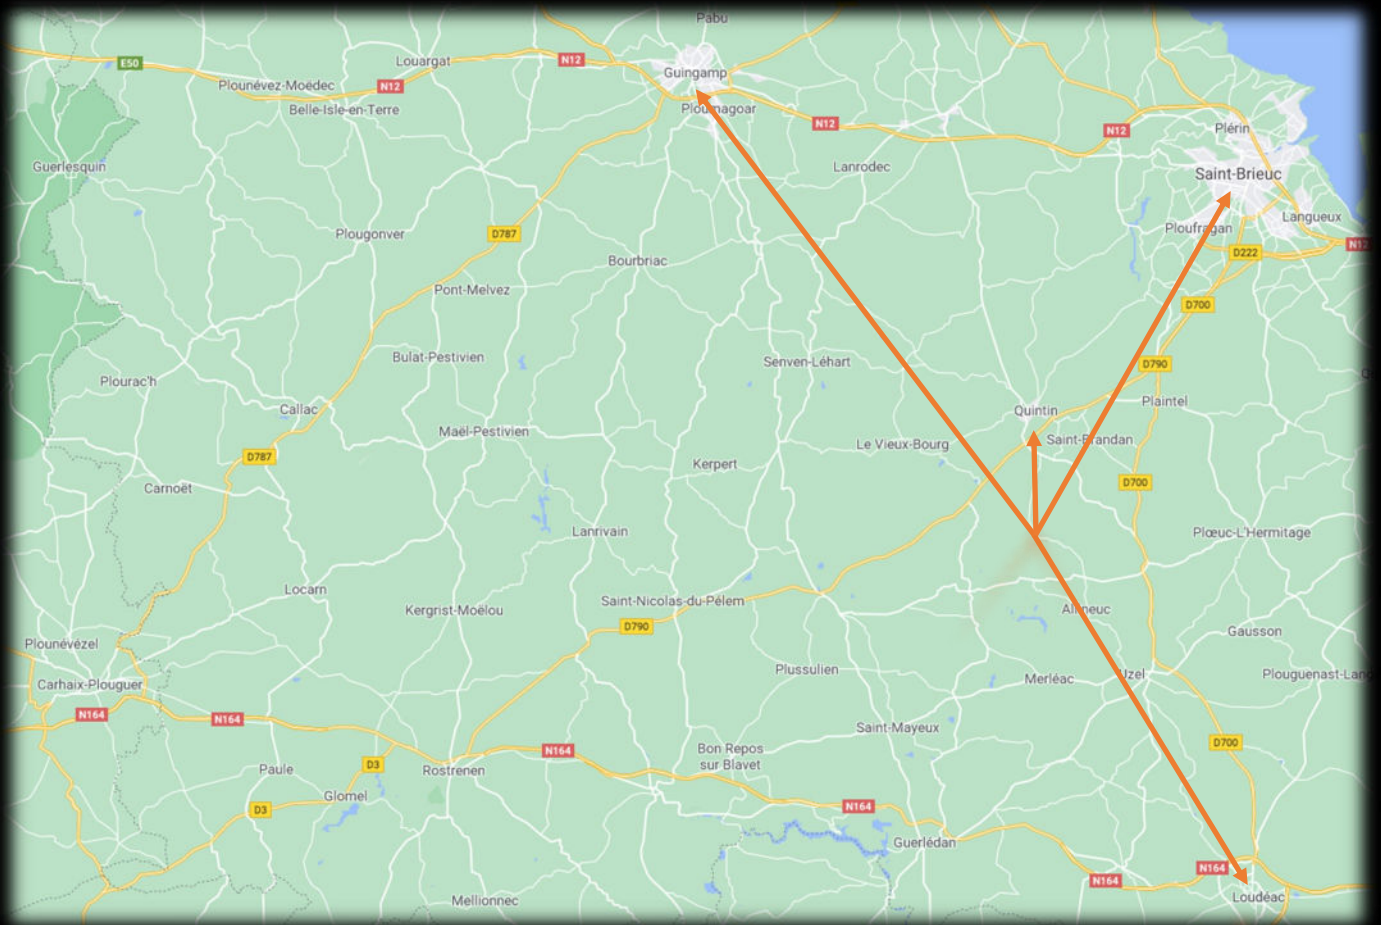 Pabu
E50
Louargat
N12
Guingamp
Plounévez-Moëdec
N12
Belle-Isle-en-Terre
Ploumagoar
N12
N12
Plérin
Guerlesquin
Lanrodec
Saint-Brieuc
Langueux
Plougonver
D787
Ploufragan
N12
D222
Bourbriac
Pont-Melvez
D700
Bulat-Pestivien
Senven-Léhart
D790
Plourac'h
Callac
Quintin
Plaintel
Maël-Pestivien
Le Vieux-Bourg
Saint-Brandan
D787
Kerpert
Carnoët
D700
Lanrivain
Plœuc-L'Hermitage
Locarn
Kergrist-Moëlou
Saint-Nicolas-du-Pélem
Allineuc
D790
Gausson
Plounévézel
Plussulien
Merléac
Uzel
Plouguenast-Lang
Carhaix-Plouguer
N164
N164
Saint-Mayeux
D700
N164
Bon Repos
sur Blavet
Paule
D3
Rostrenen
Glomel
D3
N164
Guerlédan
N164
N164
Loudéac
Mellionnec